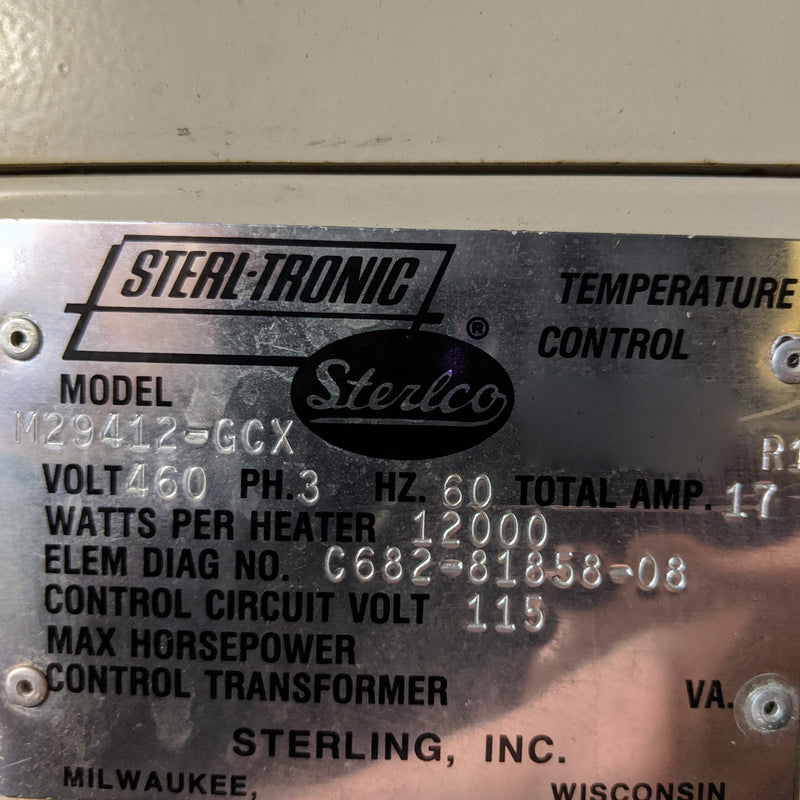 STERL-TRONIC
TEMPERATURE
CONTROL
Sterlco ®
MODEL
M29412-GCX
R1
VOLT 460 PH. 3 HZ. 60 TOTAL AMP. 17
WATTS PER HEATER 12000
ELEM DIAG NO. C682-81858-08
CONTROL CIRCUIT VOLT 115
MAX HORSEPOWER
CONTROL TRANSFORMER VA.
STERLING, INC.
MILWAUKEE, WISCONSIN